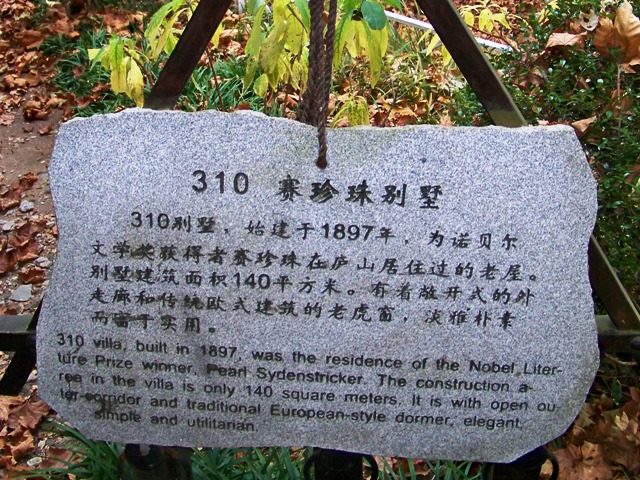 310 赛珍珠别墅
310别墅，始建于1897年，为诺贝尔
文学奖获得者赛珍珠在庐山居住过的老屋。
别墅建筑面积140平方米。有着敞开式的外
走廊和传统欧式建筑的老虎窗，淡雅朴素
而富于实用。
310 villa, built in 1897, was the residence of the Nobel Liter-
ture Prize winner, Pearl Sydenstricker. The construction a-
rea in the villa is only 140 square meters. It is with open ou-
ter-corridor and traditional European-style dormer, elegant,
simple and utilitarian.